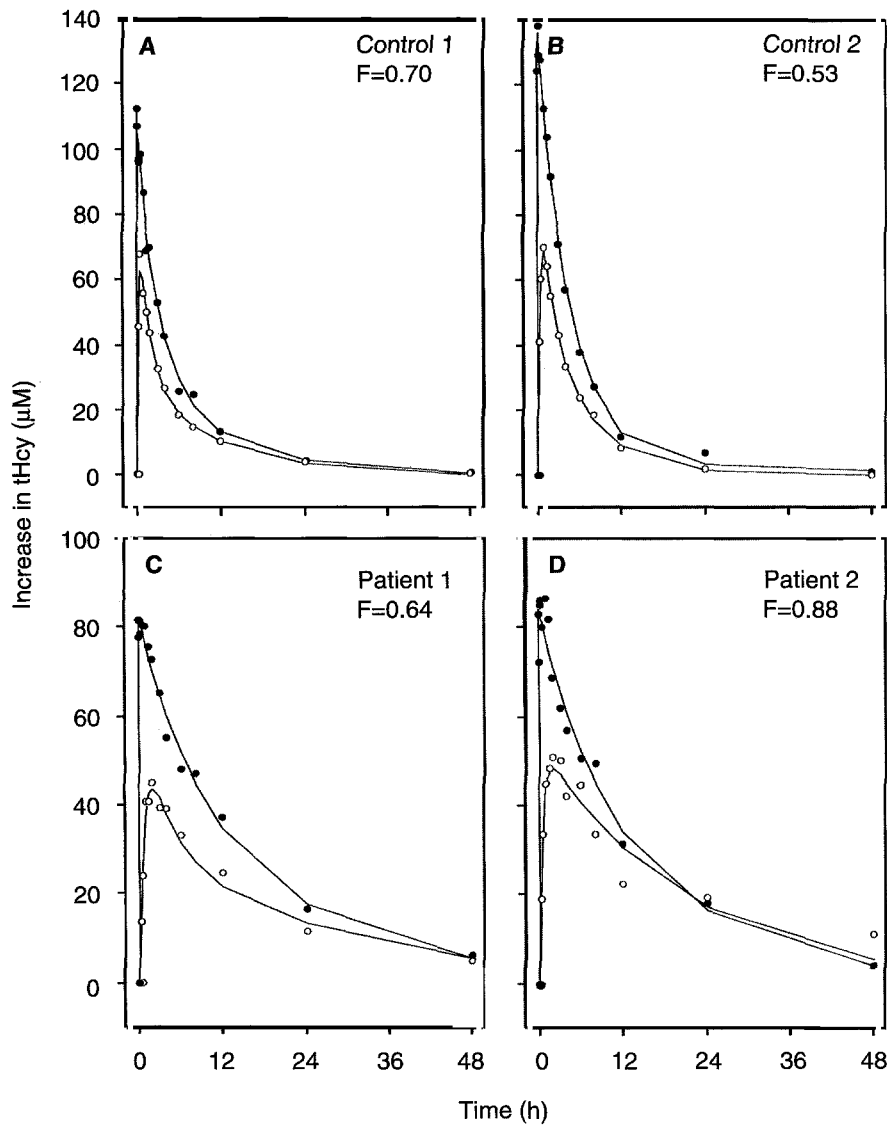 A
Control 1
F=0.70
B
Control 2
F=0.53
140
120
100
80
60
40
20
0
Increase in tHcy (µM)
C
Patient 1
F=0.64
D
Patient 2
F=0.88
100
80
60
40
20
0
0 12 24 36 48
0 12 24 36 48
Time (h)